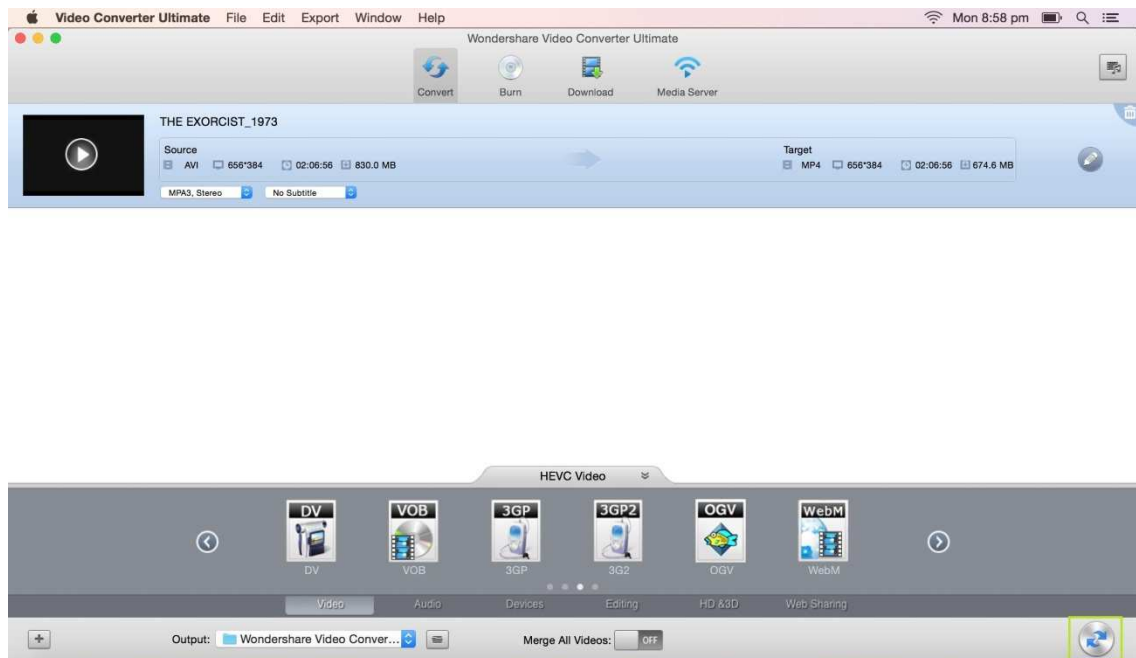 Video Converter Ultimate File Edit Export Window Help Mon 8:58 pm
Wondershare Video Converter Ultimate
Convert Burn Download Media Server
THE EXORCIST_1973
Source Target
AVI 656*384 02:06:56 830.0 MB MP4 656*384 02:06:56 674.6 MB
MPA3, Stereo No Subtitle
HEVC Video
DV VOB 3GP 3GP2 OGV WebM
DV VOB 3GP 3G2 OGV WebM
Video Audio Devices Editing HD &3D Web Sharing
Output: Wondershare Video Conver... Merge All Videos: OFF